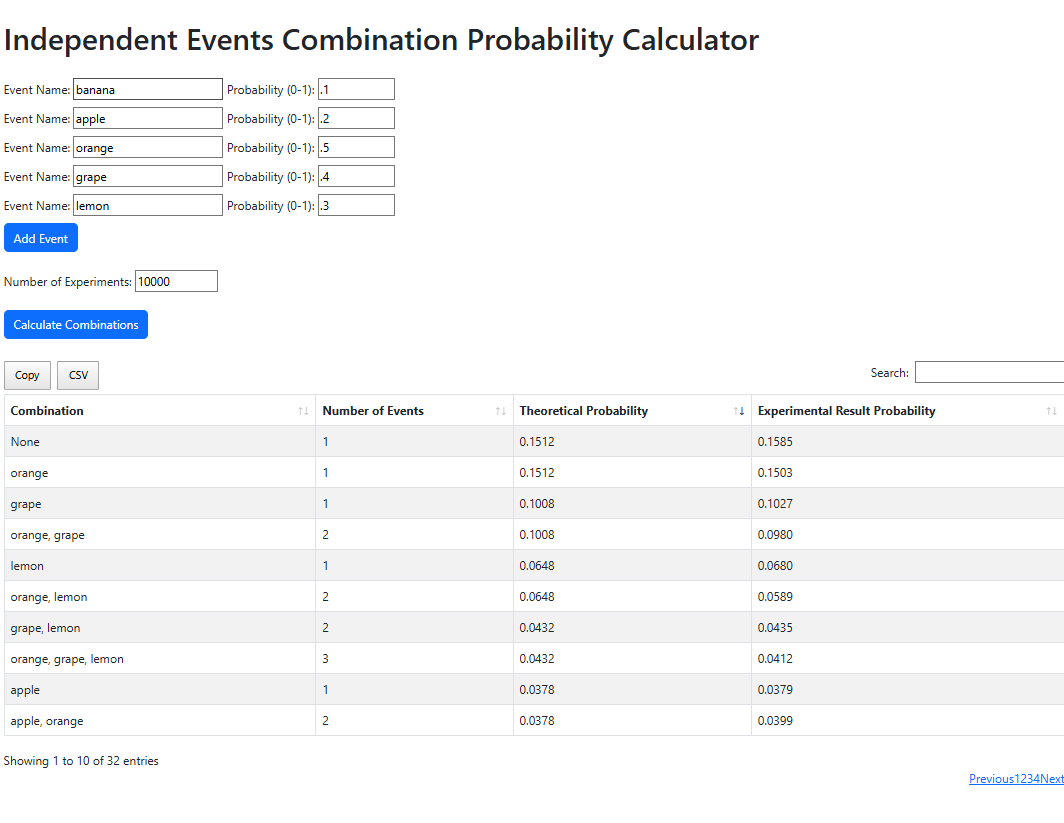 Independent Events Combination Probability Calculator
Event Name: banana Probability (0-1): .1
Event Name: apple Probability (0-1): .2
Event Name: orange Probability (0-1): .5
Event Name: grape Probability (0-1): .4
Event Name: lemon Probability (0-1): .3
Add Event
Number of Experiments: 10000
Calculate Combinations
Copy CSV Search:
Combination Number of Events Theoretical Probability Experimental Result Probability
None 1 0.1512 0.1585
orange 1 0.1512 0.1503
grape 1 0.1008 0.1027
orange, grape 2 0.1008 0.0980
lemon 1 0.0648 0.0680
orange, lemon 2 0.0648 0.0589
grape, lemon 2 0.0432 0.0435
orange, grape, lemon 3 0.0432 0.0412
apple 1 0.0378 0.0379
apple, orange 2 0.0378 0.0399
Showing 1 to 10 of 32 entries
Previous1234Next